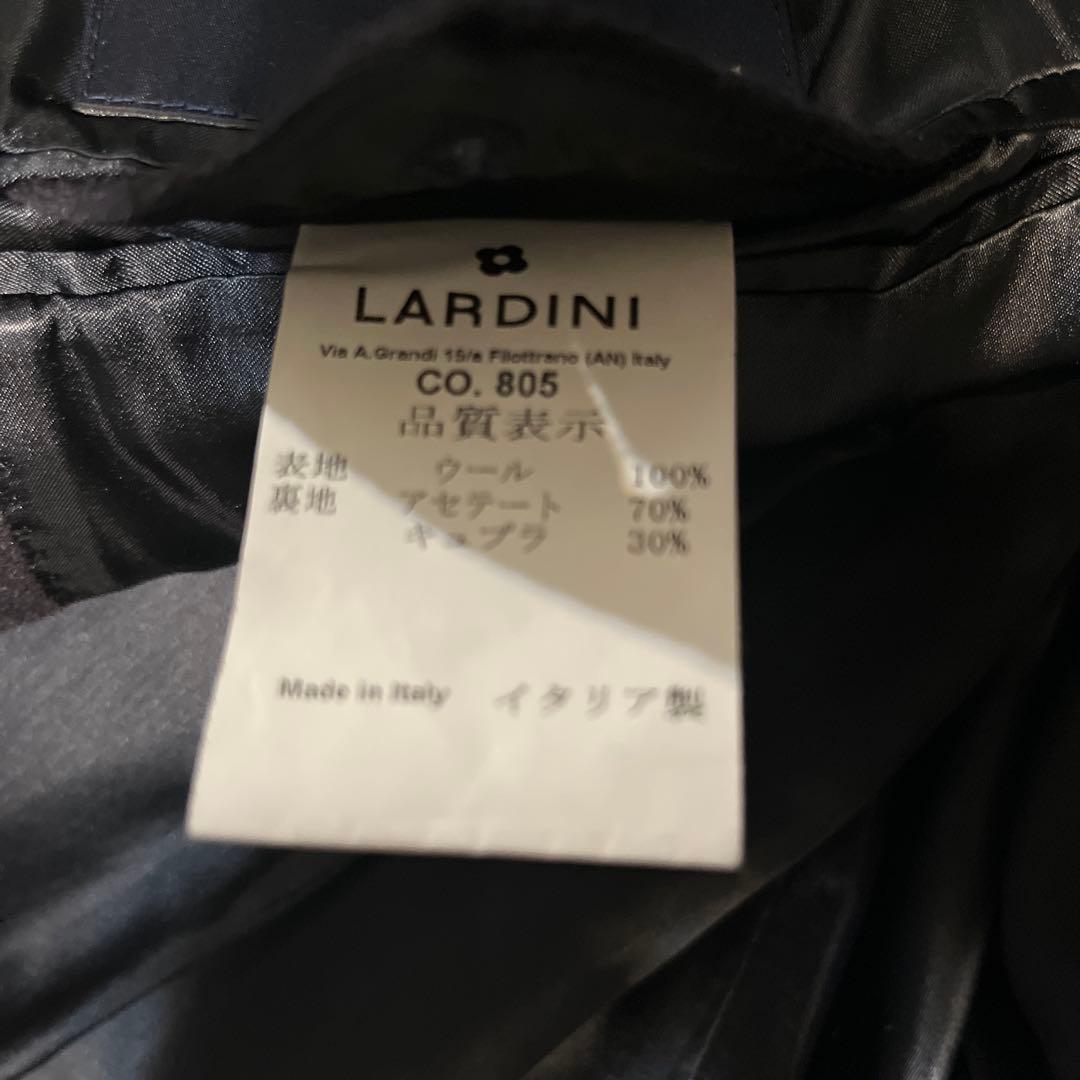 LARDINI
Via A.Grandi 15/a Filottrano (AN) Italy
CO. 805
品質表示
表地 ウール 100%
裏地 アセテート 70%
キュプラ 30%
Made in Italy イタリア製